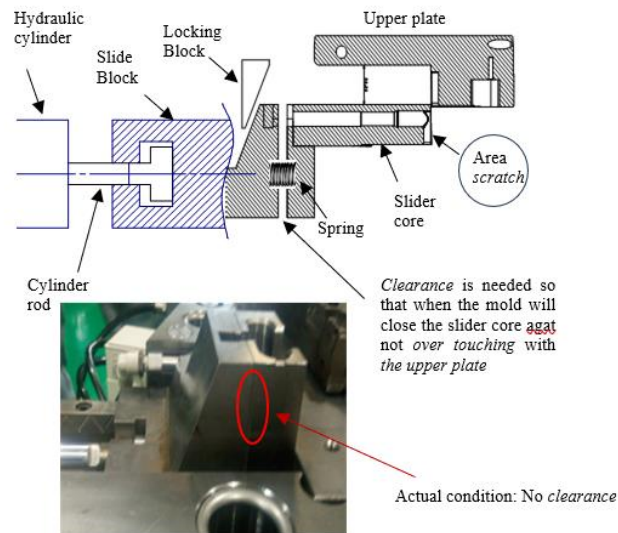 Hydraulic
cylinder
Slide
Block
Locking
Block
Upper plate
Area
scratch
Slider
core
Spring
Cylinder
rod
Clearance is needed so
that when the mold will
close the slider core agat
not over touching with
the upper plate
Actual condition: No clearance